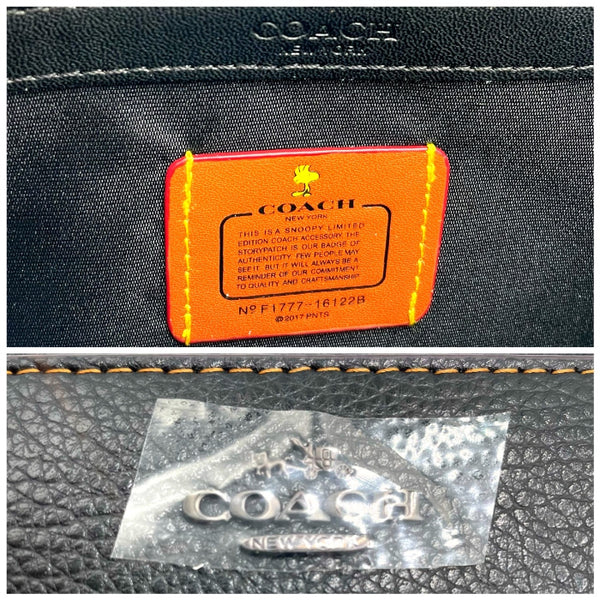 COACH
NEW YORK
COACH
NEW YORK
THIS IS A SNOOPY LIMITED
EDITION COACH ACCESSORY. THE
STORYPATCH IS OUR BADGE OF
AUTHENTICITY. FEW PEOPLE MAY
SEE IT. BUT IT WILL ALWAYS BE A
REMINDER OF OUR COMMITMENT
TO QUALITY AND CRAFTSMANSHIP.
Nº F1777-16122B
©2017 PNTS
COACH
NEW YORK